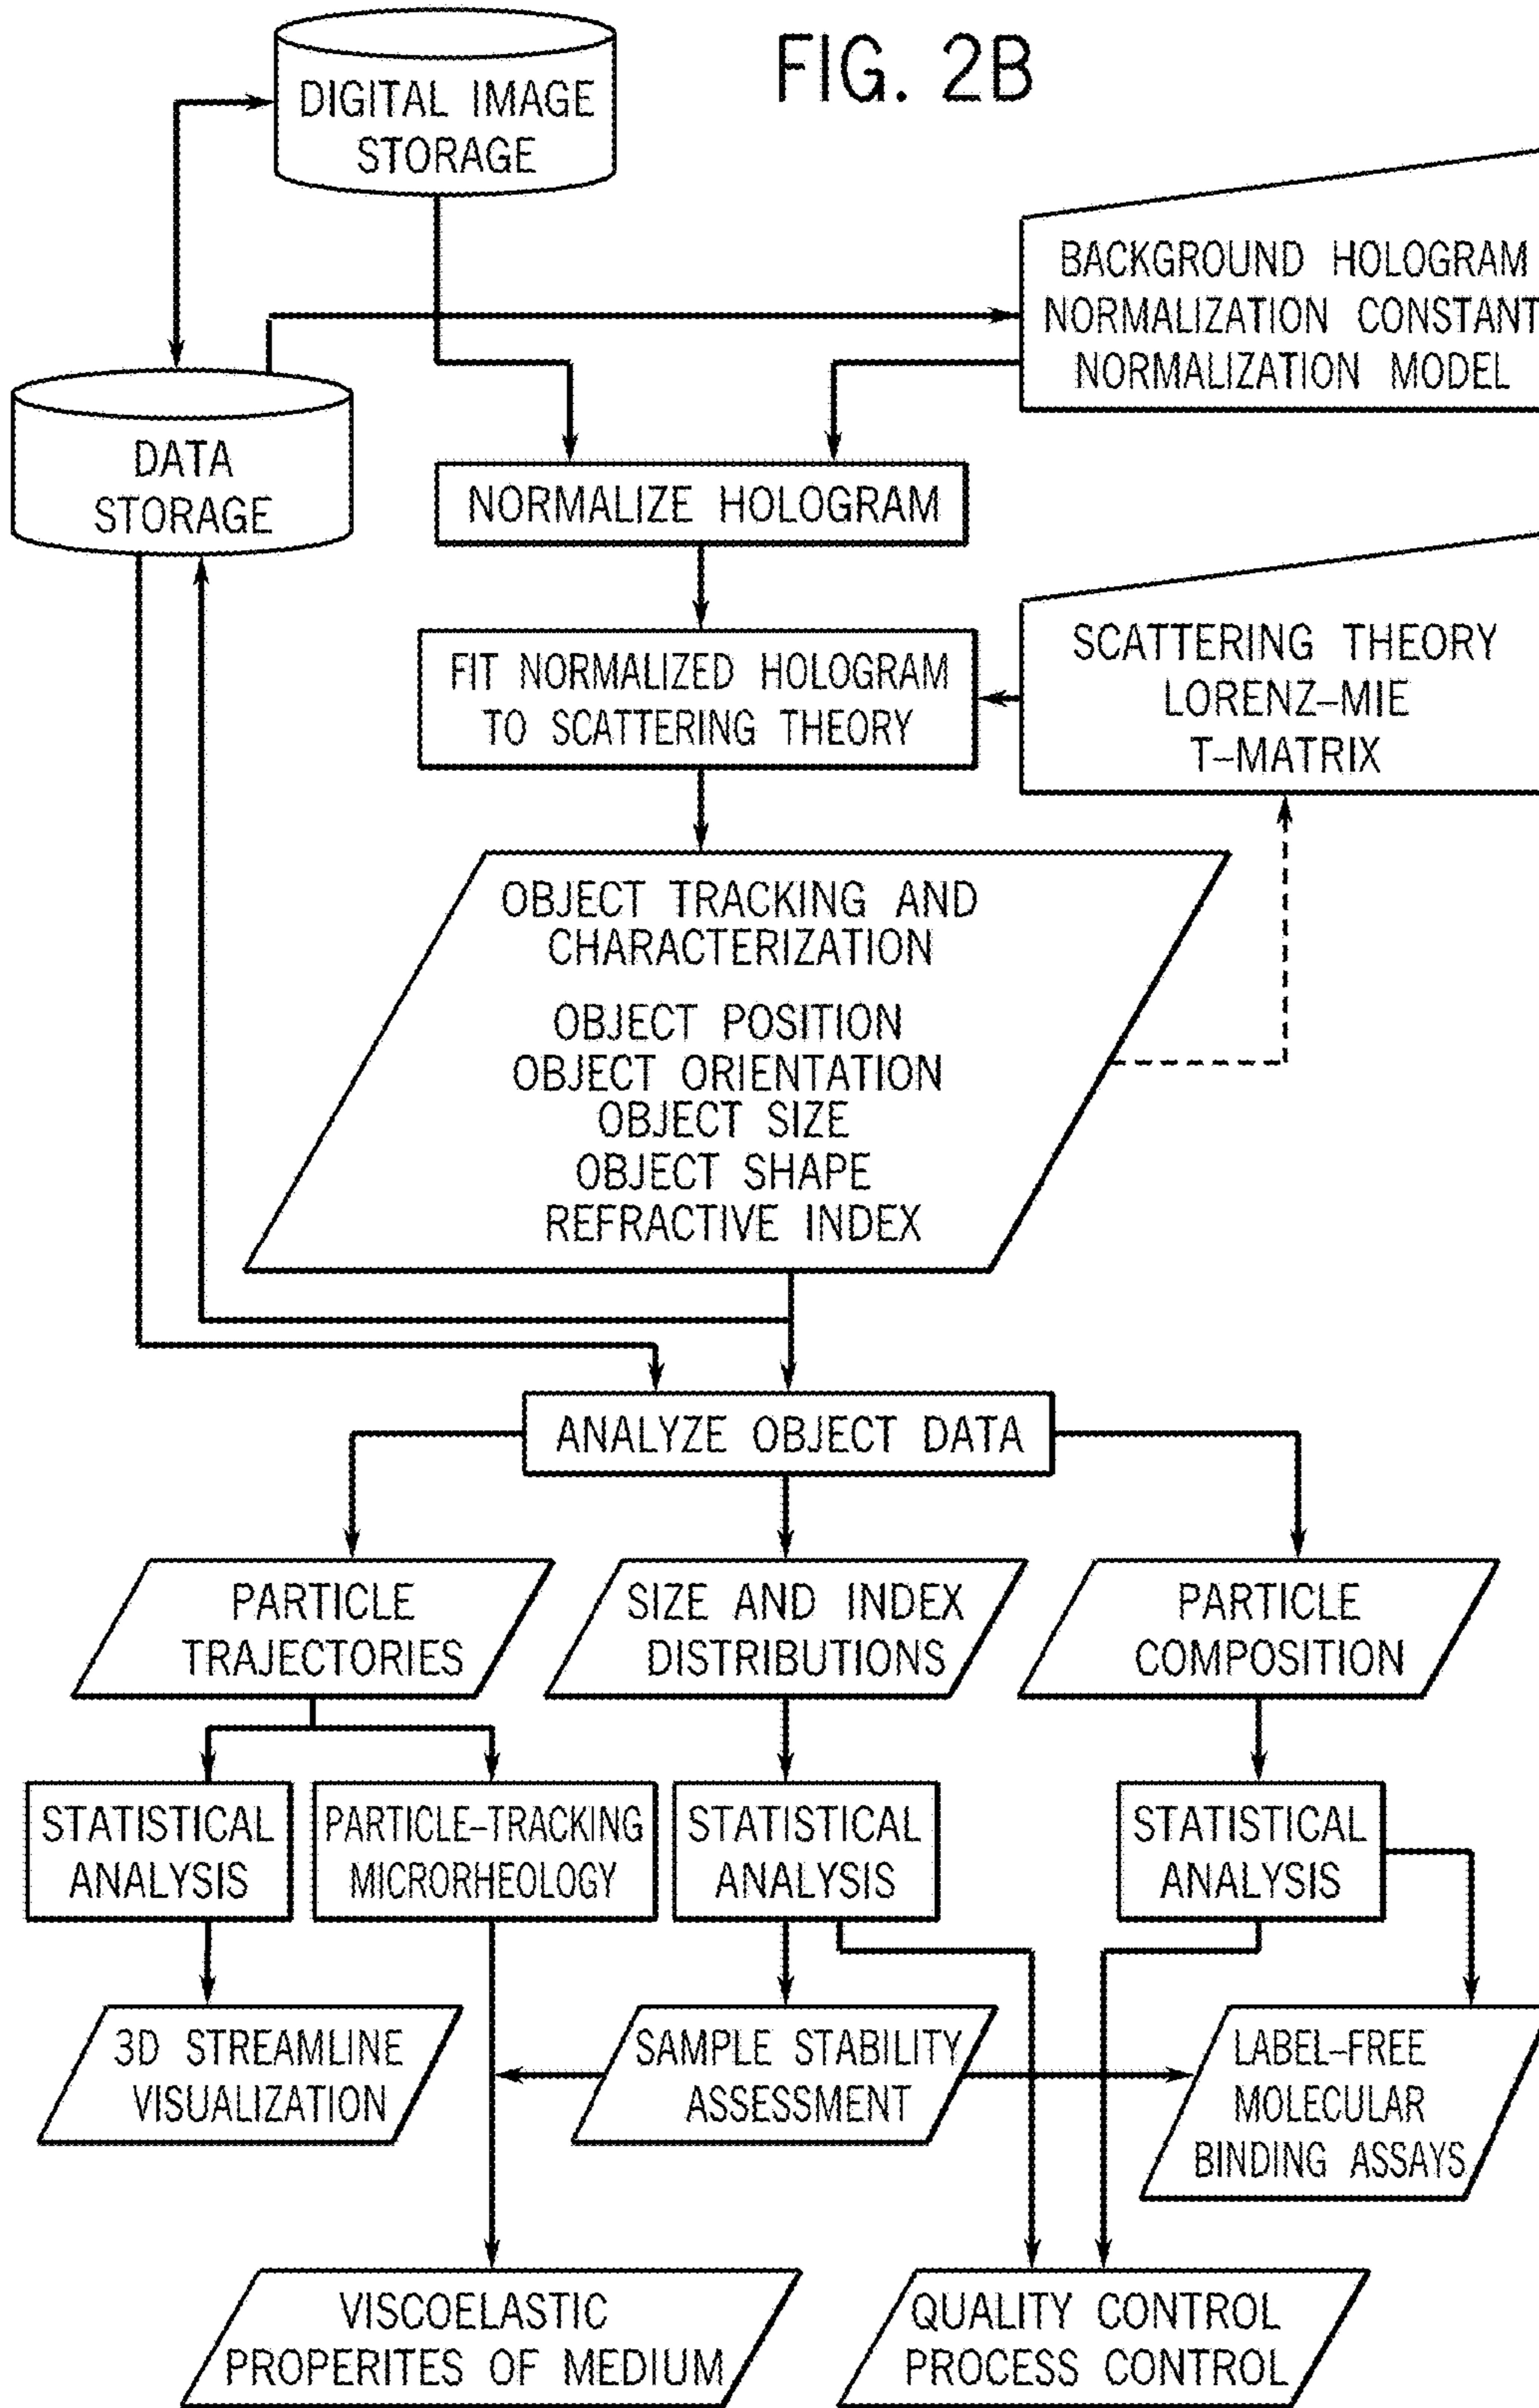 FIG. 2B
DIGITAL IMAGE
STORAGE
BACKGROUND HOLOGRAM
NORMALIZATION CONSTANT
NORMALIZATION MODEL
DATA
STORAGE
NORMALIZE HOLOGRAM
FIT NORMALIZED HOLOGRAM
TO SCATTERING THEORY
SCATTERING THEORY
LORENZ-MIE
T-MATRIX
OBJECT TRACKING AND
CHARACTERIZATION
OBJECT POSITION
OBJECT ORIENTATION
OBJECT SIZE
OBJECT SHAPE
REFRACTIVE INDEX
ANALYZE OBJECT DATA
PARTICLE
TRAJECTORIES
SIZE AND INDEX
DISTRIBUTIONS
PARTICLE
COMPOSITION
STATISTICAL
ANALYSIS
PARTICLE-TRACKING
MICRORHEOLOGY
STATISTICAL
ANALYSIS
STATISTICAL
ANALYSIS
3D STREAMLINE
VISUALIZATION
SAMPLE STABILITY
ASSESSMENT
LABEL-FREE
MOLECULAR
BINDING ASSAYS
VISCOELASTIC
PROPERITES OF MEDIUM
QUALITY CONTROL
PROCESS CONTROL